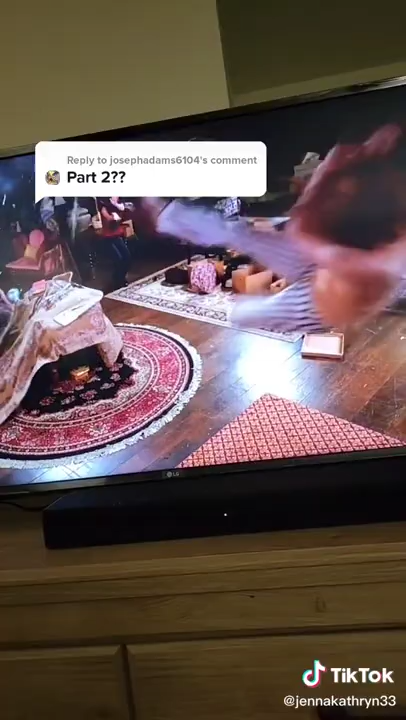 Reply to josephadams6104's comment
Part 2??
LG
TikTok
@jennakathryn33